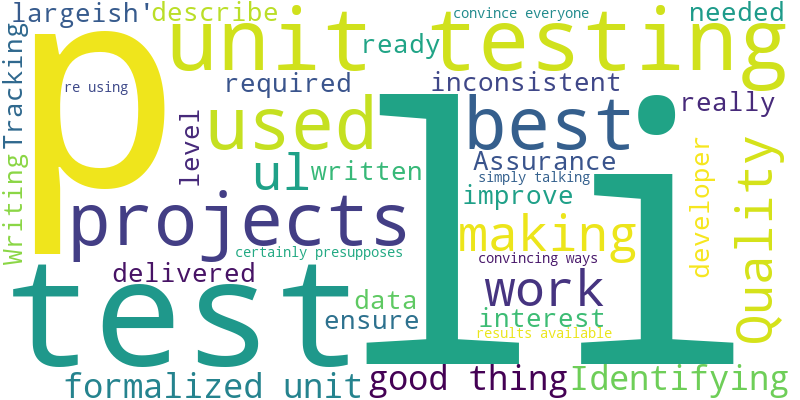 largeish'
describe
convince everyone
needed
p
unit testing
ready
Tracking
re using
required
inconsistent
li
used
best
really
level
Assurance
ul
written
simply talking
improve
Quality
developer
Writing
projects
making
certainly presupposes
convincing ways
test
delivered
work
data
ensure
interest
results available
formalized unit
good thing
Identifying